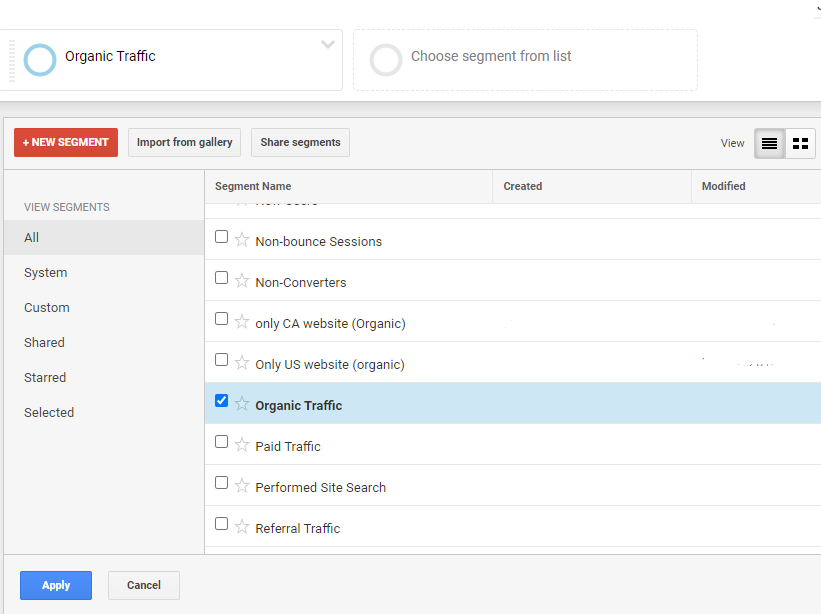 Organic Traffic
Choose segment from list
+ NEW SEGMENT
Import from gallery
Share segments
View
VIEW SEGMENTS
All
System
Custom
Shared
Starred
Selected
Segment Name
Created
Modified
Non-bounce Sessions
Non-Converters
only CA website (Organic)
Only US website (organic)
Organic Traffic
Paid Traffic
Performed Site Search
Referral Traffic
Apply
Cancel